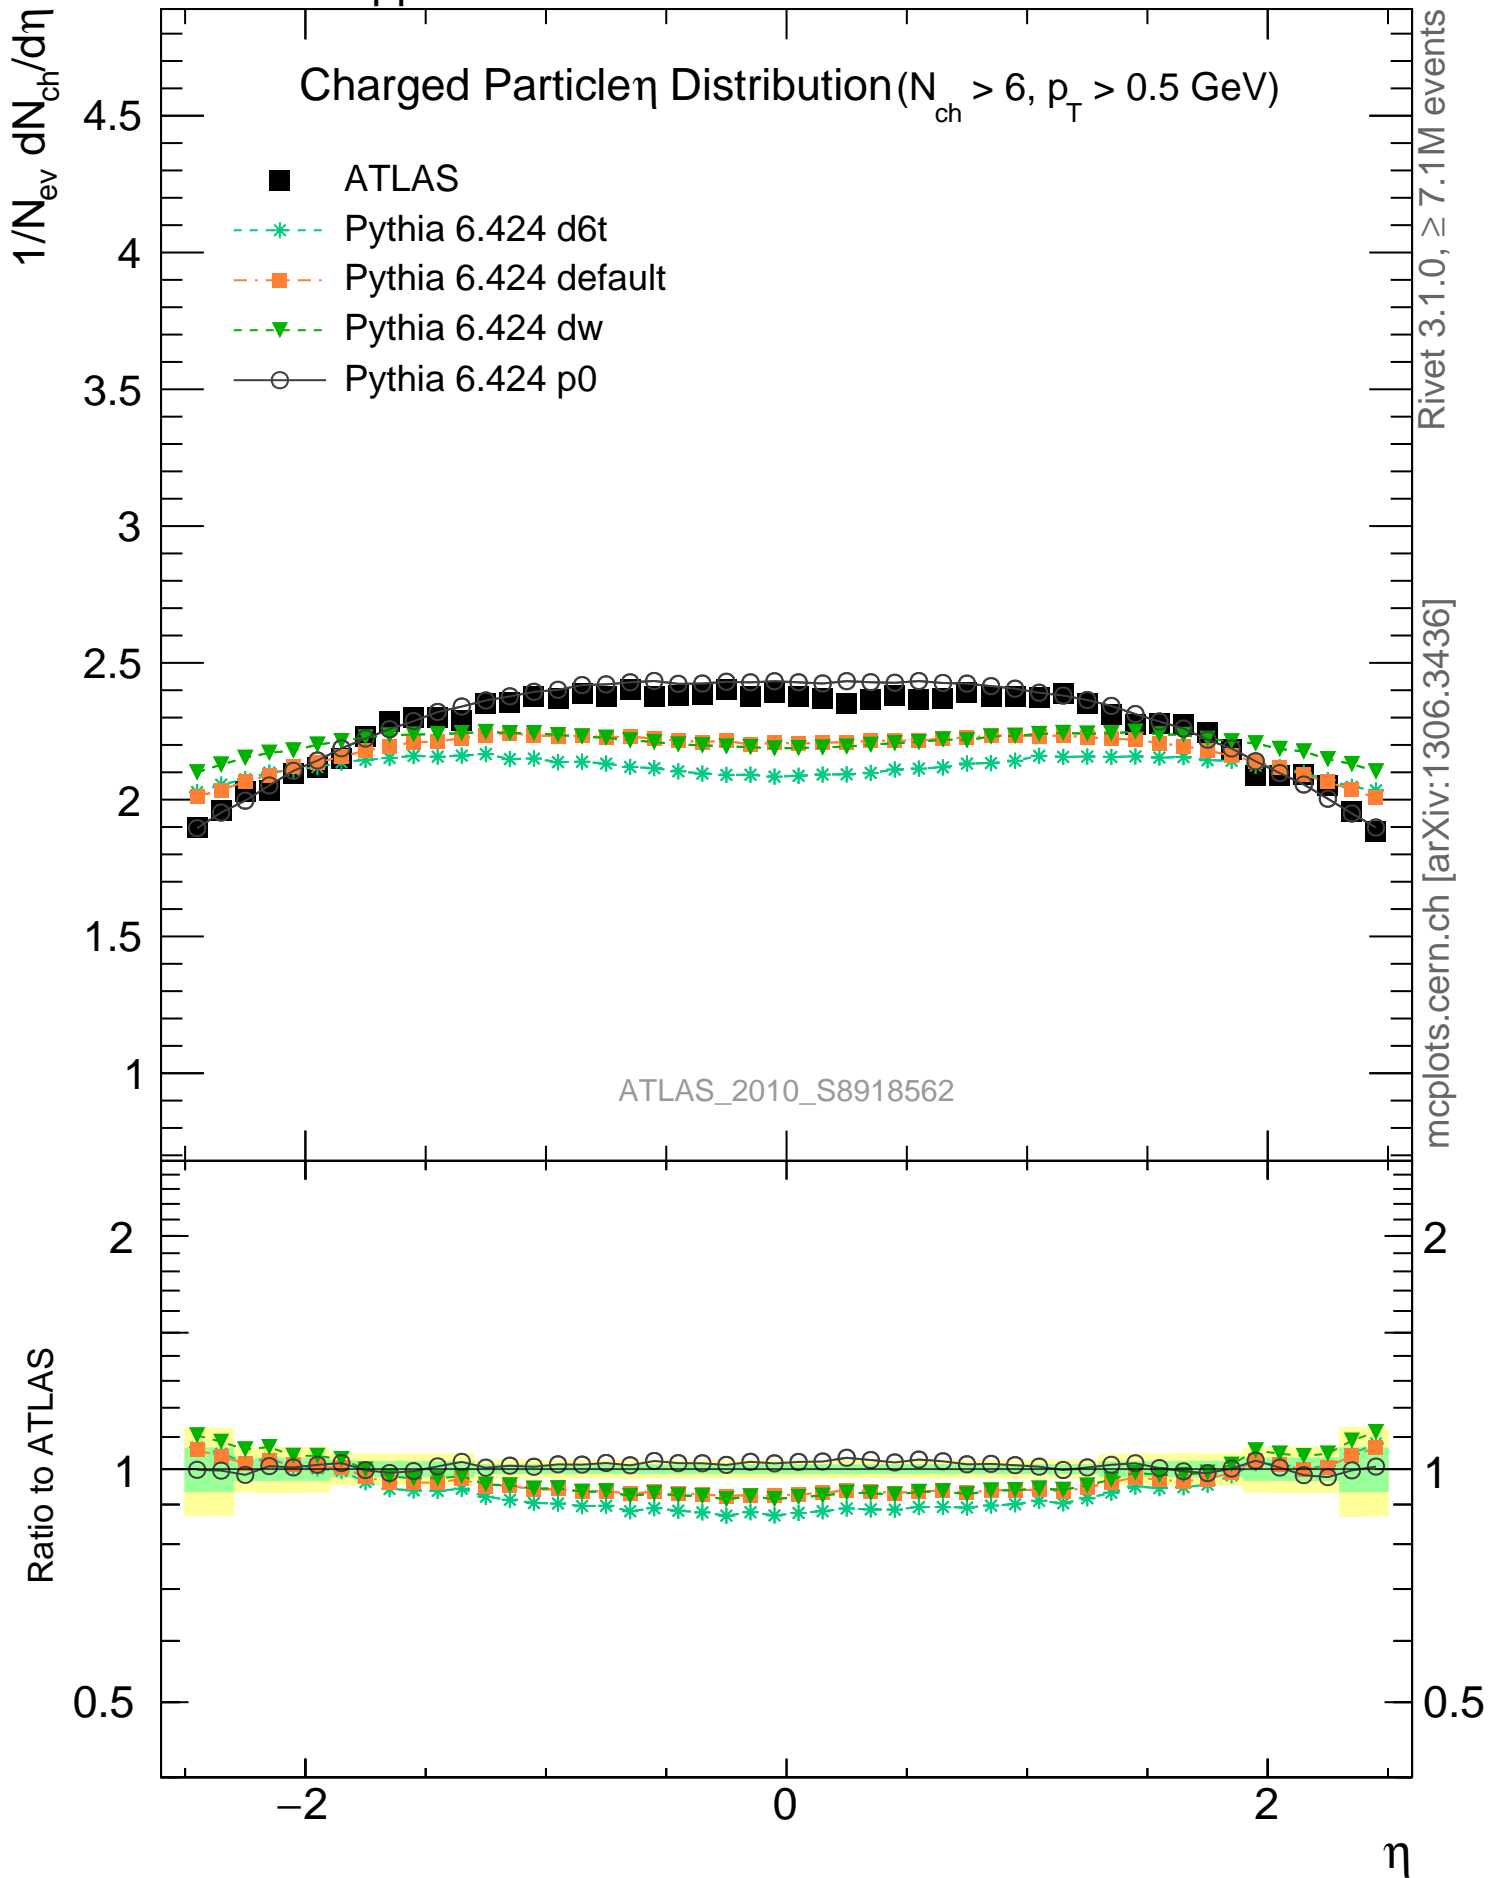 1/N_ev dN_ch/dη
Charged Particleη Distribution(N_ch > 6, p_T > 0.5 GeV)
ATLAS
Pythia 6.424 d6t
Pythia 6.424 default
Pythia 6.424 dw
Pythia 6.424 p0
4.5
4
3.5
3
2.5
2
1.5
1
ATLAS_2010_S8918562
Rivet 3.1.0, ≥ 7.1M events
mcplots.cern.ch [arXiv:1306.3436]
Ratio to ATLAS
2
1
0.5
2
1
0.5
−2
0
2
η